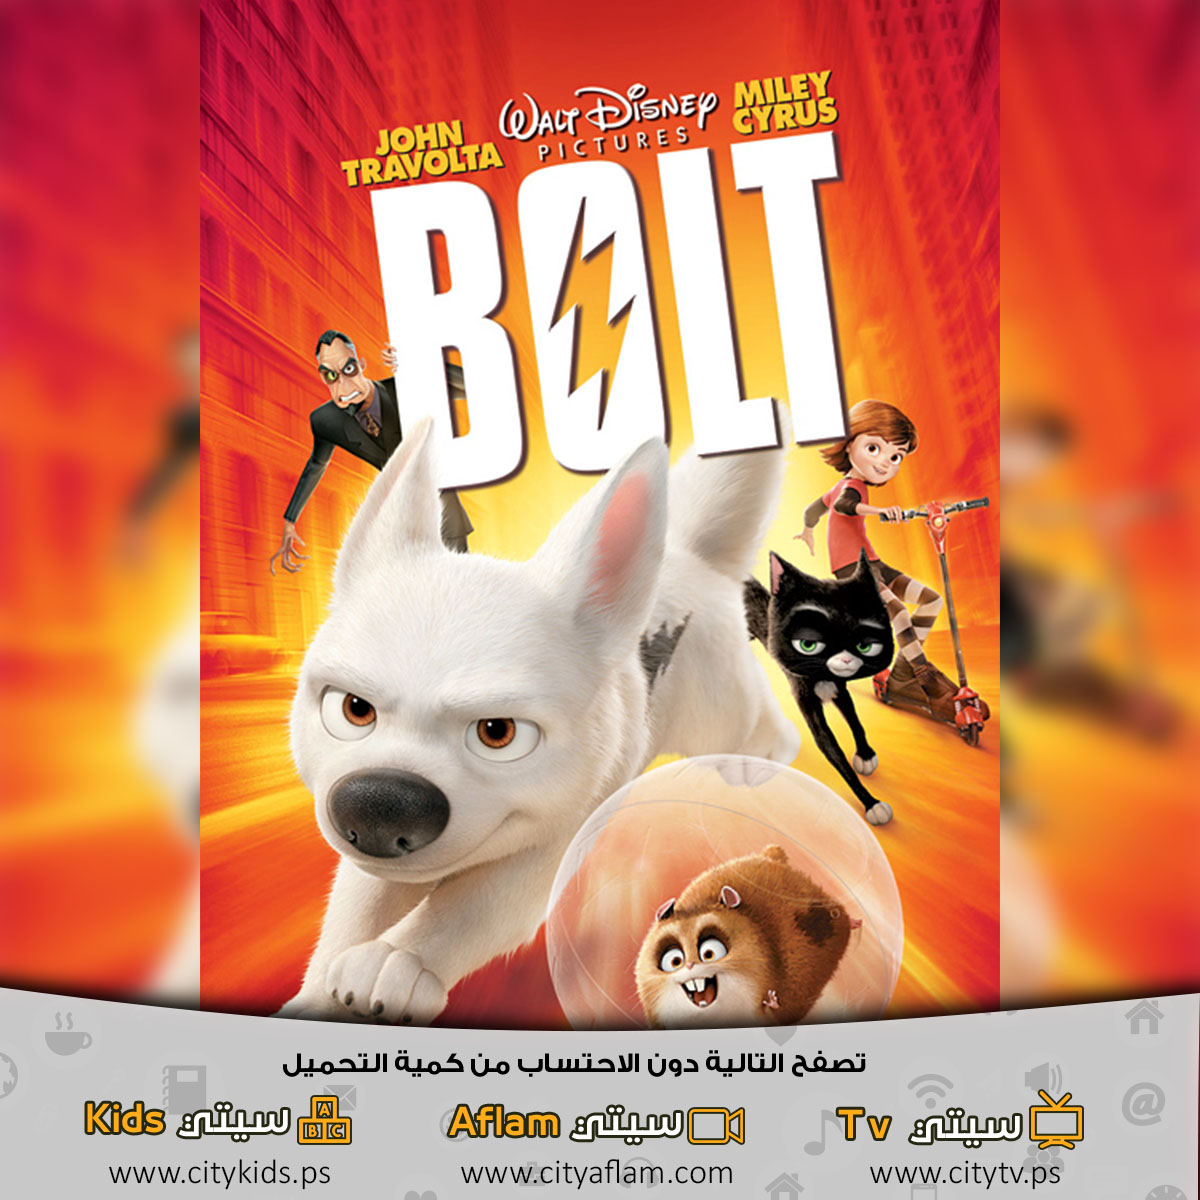 JOHN
TRAVOLTA
WALT DISNEY
PICTURES
MILEY
CYRUS
BOLT
تصفح التالية دون الاحتساب من كمية التحميل
سيتي Kids
A
B C
سيتي Aflam
سيتي Tv
www.citykids.ps
www.cityaflam.com
www.citytv.ps